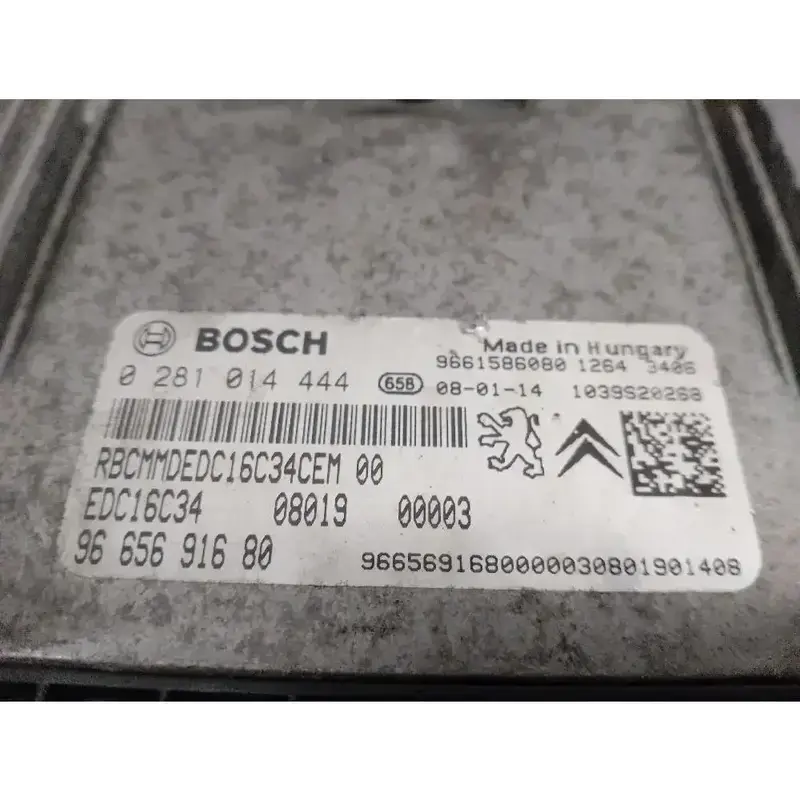 BOSCH
Made in Hungary
9661586080 1264 3406
0 281 014 444
658
08-01-14
1039S20268
RBCMMDEDC16C34CEM 00
EDC16C34 08019 00003
96 656 916 80
96656916800000030801901408